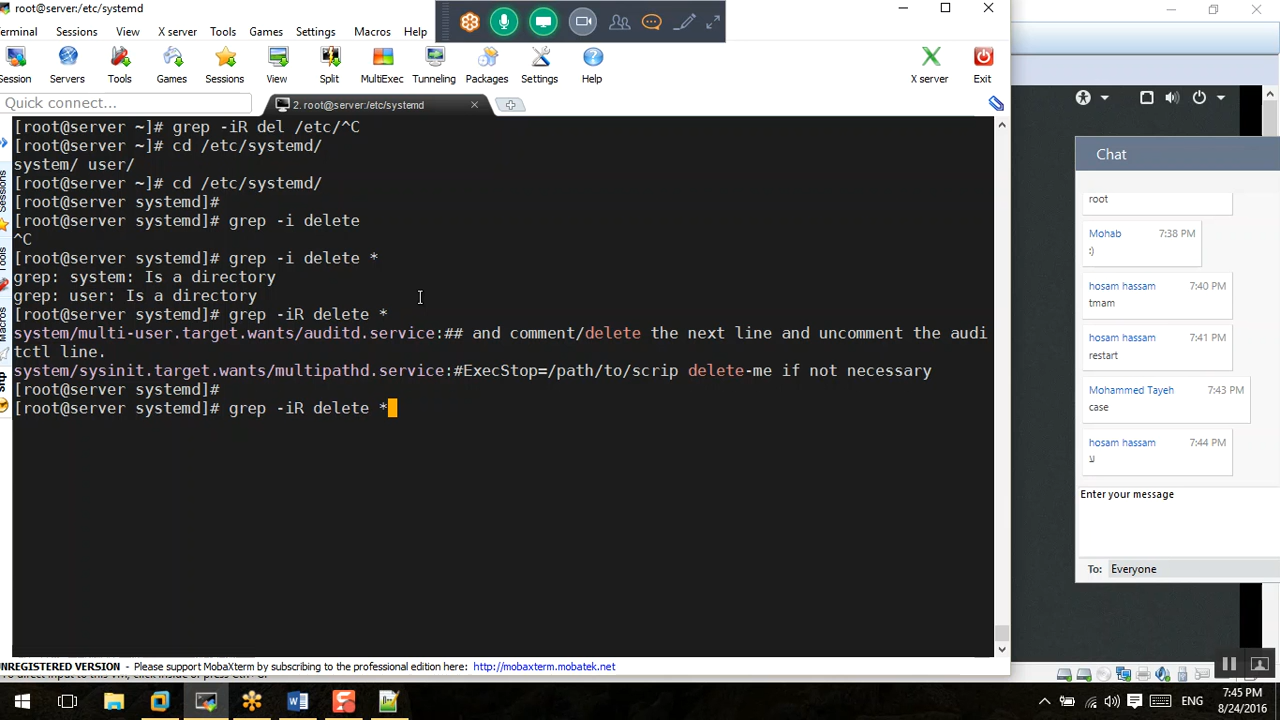 root@server:/etc/systemd
Terminal Sessions View X server Tools Games Settings Macros Help
Session Servers Tools Games Sessions View Split MultiExec Tunneling Packages Settings Help X server Exit
Quick connect...
2. root@server:/etc/systemd
[root@server ~]# grep -iR del /etc/^C
[root@server ~]# cd /etc/systemd/
system/ user/
[root@server ~]# cd /etc/systemd/
[root@server systemd]#
[root@server systemd]# grep -i delete
^C
[root@server systemd]# grep -i delete *
grep: system: Is a directory
grep: user: Is a directory
[root@server systemd]# grep -iR delete *
system/multi-user.target.wants/auditd.service:## and comment/delete the next line and uncomment the audi
tctl line.
system/sysinit.target.wants/multipathd.service:#ExecStop=/path/to/scrip delete-me if not necessary
[root@server systemd]#
[root@server systemd]# grep -iR delete *
Sessions
Tools
Macros
Sftp
UNREGISTERED VERSION - Please support MobaXterm by subscribing to the professional edition here: http://mobaxterm.mobatek.net
Chat
root
Mohab 7:38 PM
:)
hosam hassam 7:40 PM
tmam
hosam hassam 7:41 PM
restart
Mohammed Tayeh 7:43 PM
case
hosam hassam 7:44 PM
Enter your message
To: Everyone
ENG
7:45 PM
8/24/2016